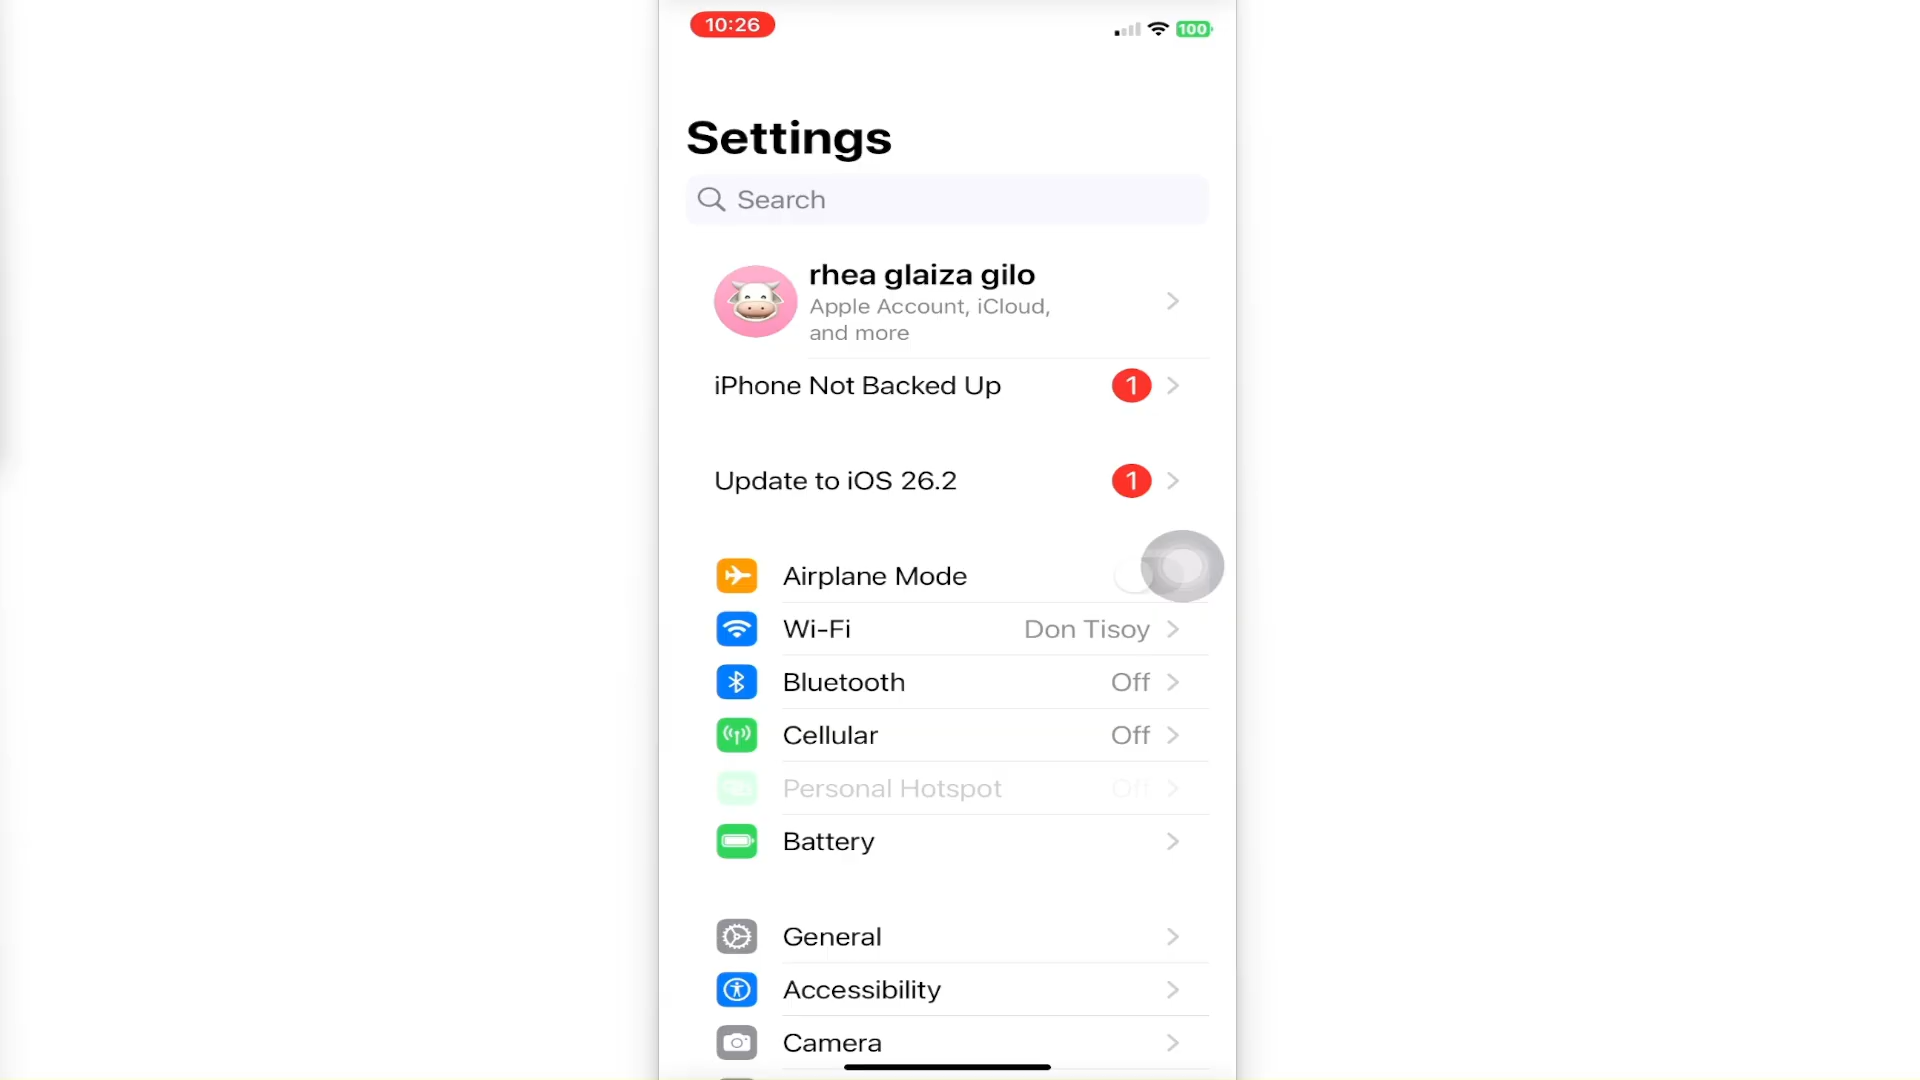 10:26
100
Settings
Search
rhea glaiza gilo
Apple Account, iCloud,
and more
iPhone Not Backed Up 1
Update to iOS 26.2 1
Airplane Mode
Wi-Fi Don Tisoy
Bluetooth Off
Cellular Off
Personal Hotspot Off
Battery
General
Accessibility
Camera